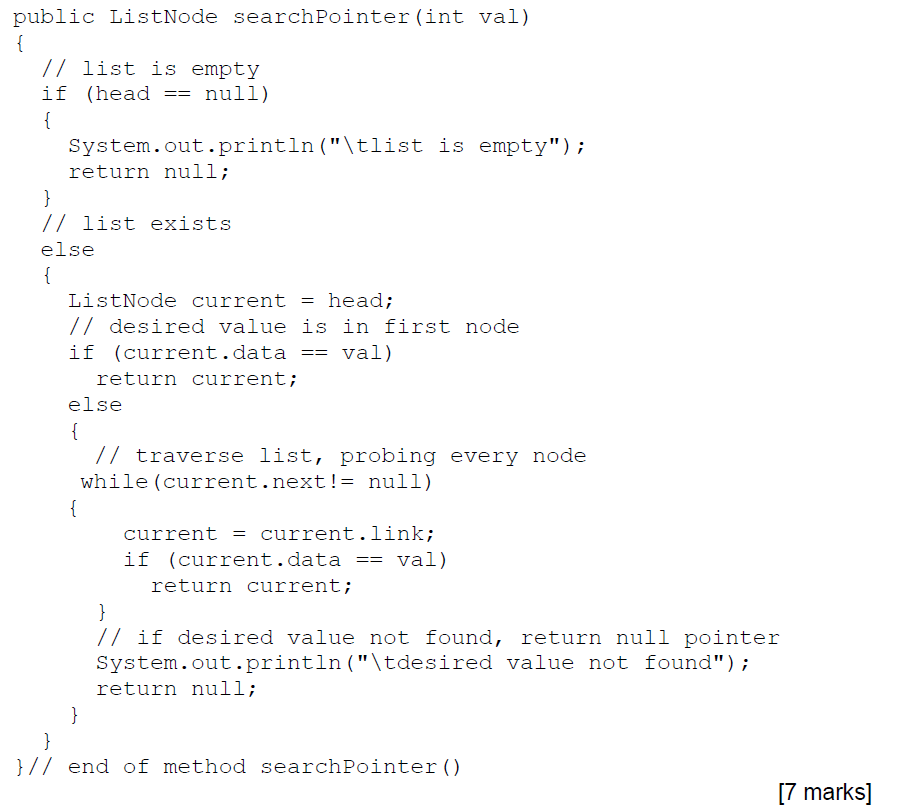 public ListNode searchPointer(int val)
{
  // list is empty
  if (head == null)
  {
    System.out.println("\tlist is empty");
    return null;
  }
  // list exists
  else
  {
    ListNode current = head;
    // desired value is in first node
    if (current.data == val)
      return current;
    else
    {
      // traverse list, probing every node
     while(current.next!= null)
    {
        current = current.link;
        if (current.data == val)
          return current;
      }
      // if desired value not found, return null pointer
      System.out.println("\tdesired value not found");
      return null;
    }
  }
}// end of method searchPointer()
[7 marks]